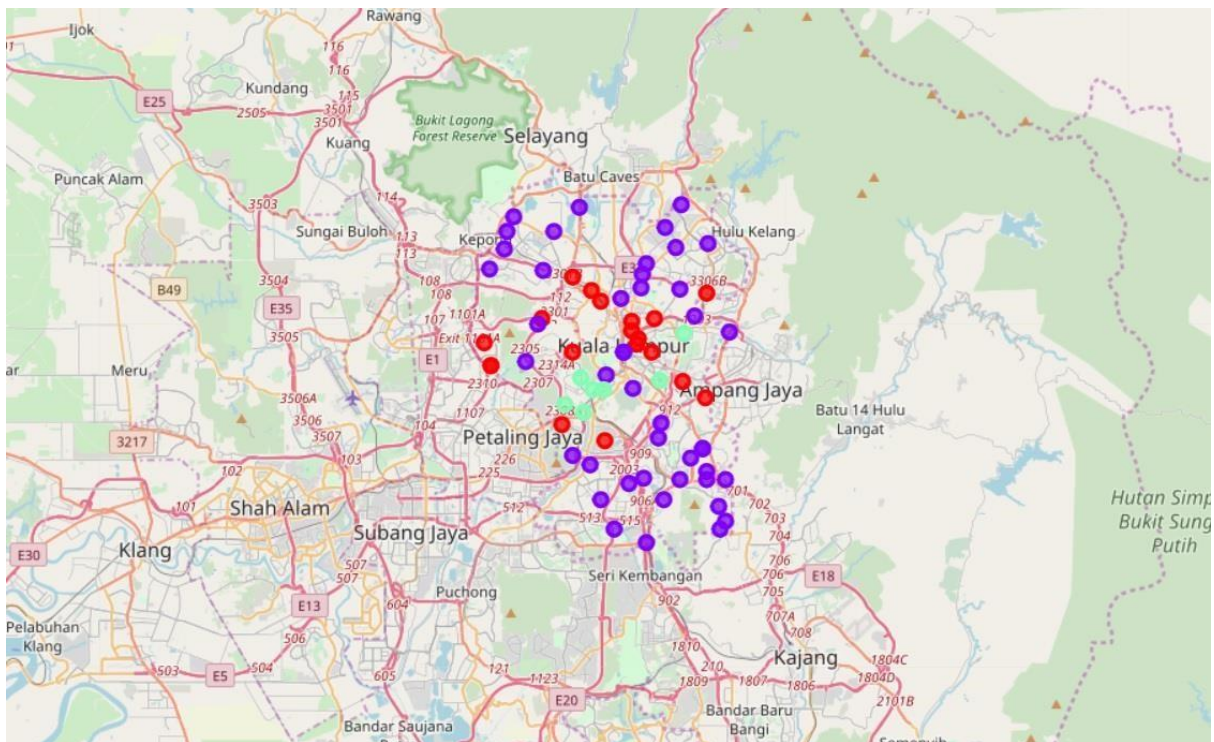 Ijok
Rawang
116
E25
Kundang
116
115
2505
3501
3501
Kuang
Bukit Lagong
Forest Reserve
Selayang
Puncak Alam
Batu Caves
114
3503
Sungai Buloh
113
113
Kepong
Hulu Kelang
3504
108
108
3306B
B49
E35
112
2301
107
1101A
Exit
E1
2305
2314A
Kuala Lumpur
Meru
2310
2307
3506A
1107
912
Ampang Jaya
3506
3507
Batu 14 Hulu
Langat
3217
102
103
Petaling Jaya
226
225
909
2003
701
702
703
704
101
Shah Alam
512
906
513
515
Hutan Simp
Bukit Sung
Putih
E30
Klang
507
507
Subang Jaya
706
706
705
E18
Seri Kembangan
E13
604
Puchong
902
707A
708
Pelabuhan
Klang
506
1810
Kajang
503
504
E5
605
121
1123
210
1809
1807
1806
1804C
1804D
2101B
E20
Bandar Saujana
Bandar Baru
Bangi
Semenyih